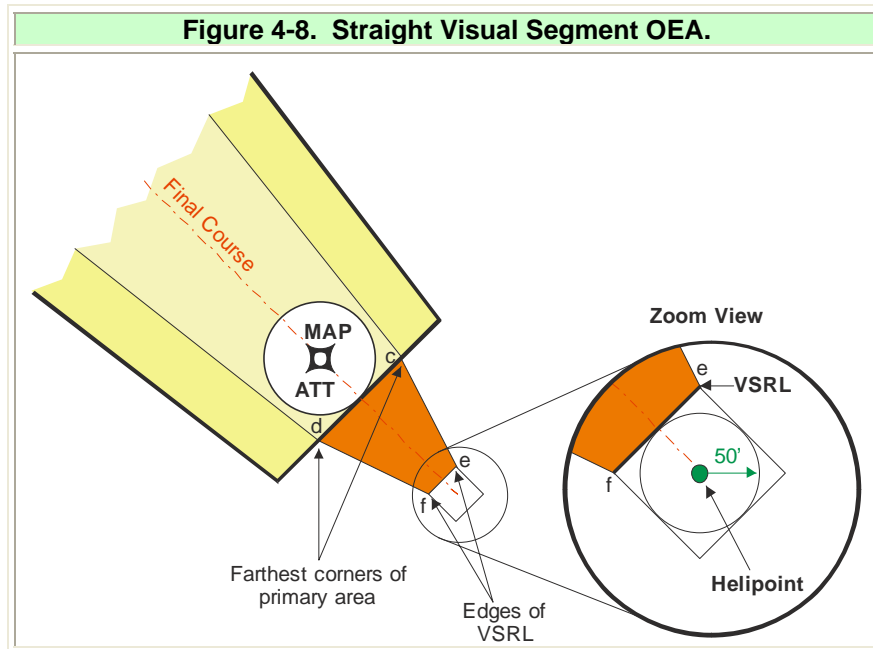 Figure 4-8.  Straight Visual Segment OEA.
Final Course
MAP
ATT
c
d
e
f
Farthest corners of
primary area
Edges of
VSRL
Zoom View
e
VSRL
50'
f
Helipoint